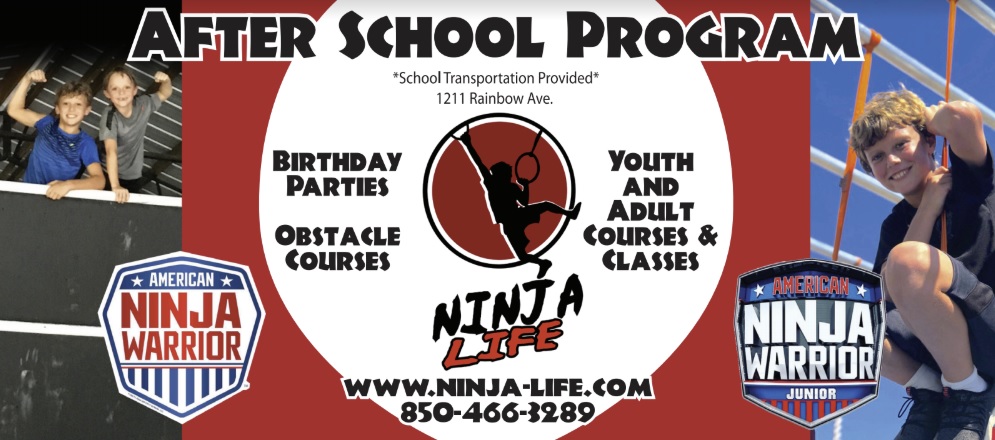 AFTER SCHOOL PROGRAM
*School Transportation Provided*
1211 Rainbow Ave.
BIRTHDAY
PARTIES
OBSTACLE
COURSES
YOUTH
AND
ADULT
COURSES &
CLASSES
NINJA
LIFE
AMERICAN
NINJA
WARRIOR
AMERICAN
NINJA
WARRIOR
JUNIOR
WWW.NINJA-LIFE.COM
850-466-3289